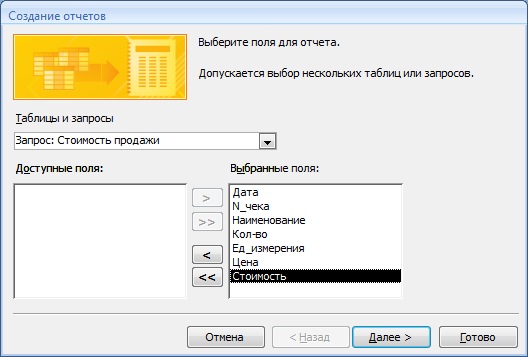 Создание отчетов
Выберите поля для отчета.
Допускается выбор нескольких таблиц или запросов.
Таблицы и запросы
Запрос: Стоимость продажи
Доступные поля:
Выбранные поля:
>
>>
<
<<
Дата
N_чека
Наименование
Кол-во
Ед_измерения
Цена
Стоимость
Отмена
< Назад
Далее >
Готово